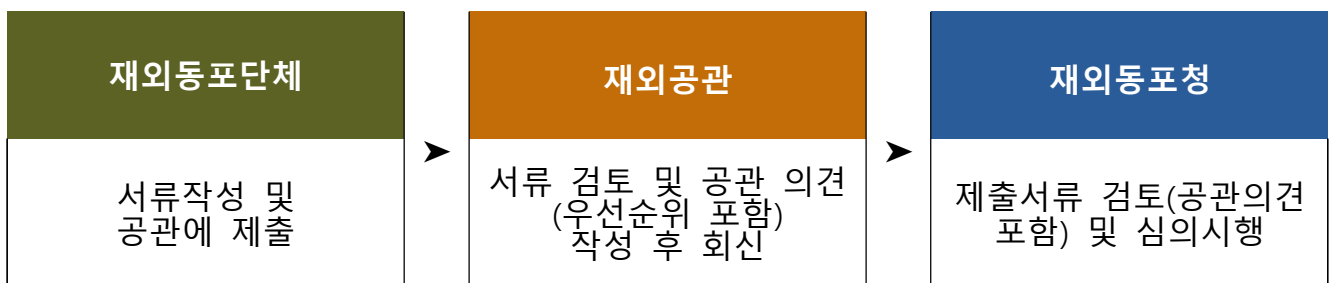 재외동포단체
서류작성 및
공관에 제출
➤
재외공관
서류 검토 및 공관 의견
(우선순위 포함)
작성 후 회신
➤
재외동포청
제출서류 검토(공관의견
포함) 및 심의시행